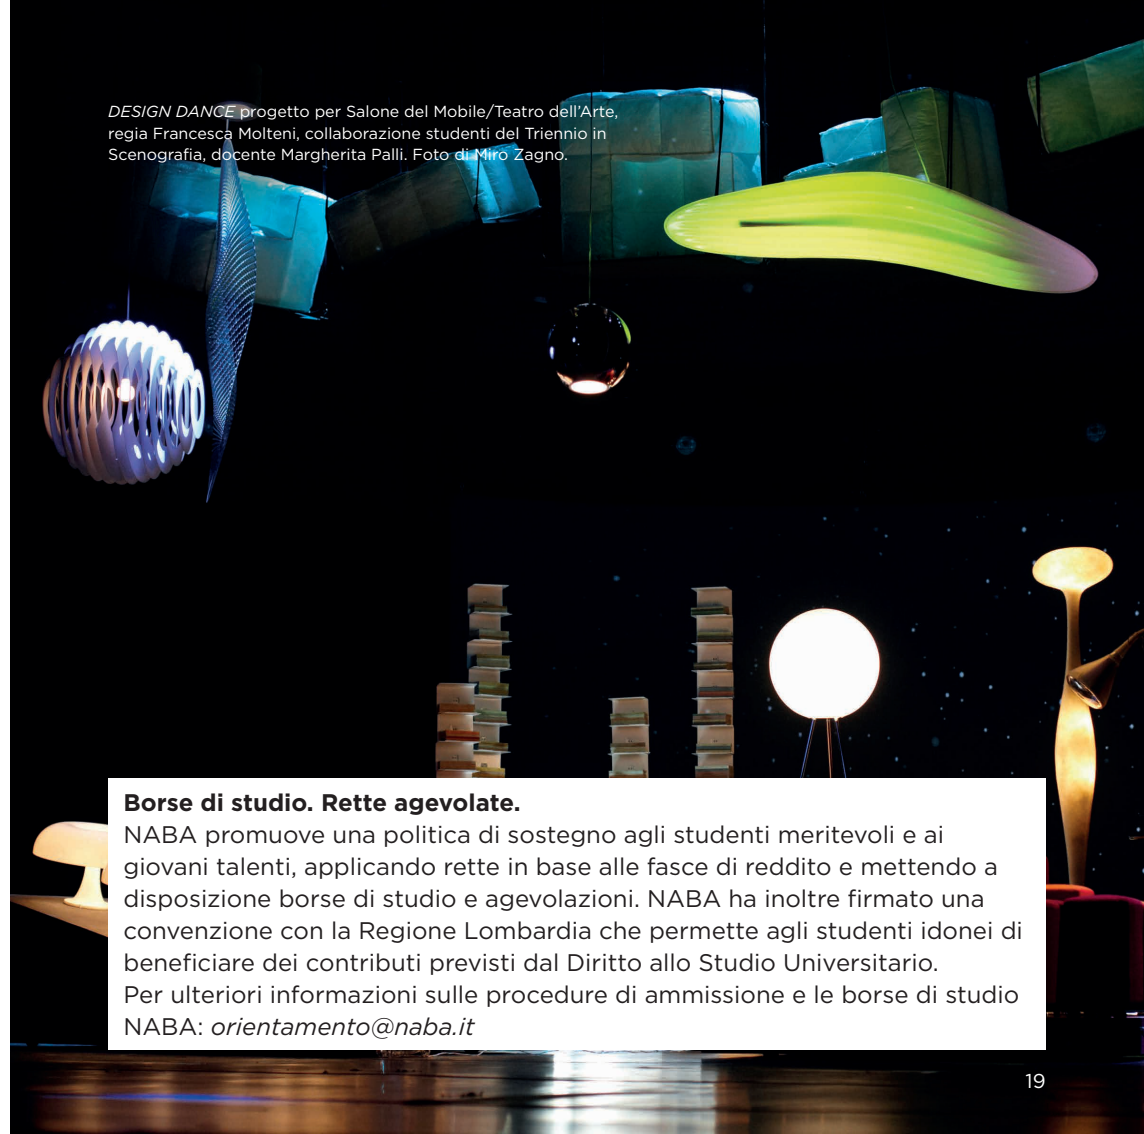 DESIGN DANCE progetto per Salone del Mobile/Teatro dell'Arte,
regia Francesca Molteni, collaborazione studenti del Triennio in
Scenografia, docente Margherita Palli. Foto di Miro Zagno.
Borse di studio. Rette agevolate.
NABA promuove una politica di sostegno agli studenti meritevoli e ai
giovani talenti, applicando rette in base alle fasce di reddito e mettendo a
disposizione borse di studio e agevolazioni. NABA ha inoltre firmato una
convenzione con la Regione Lombardia che permette agli studenti idonei di
beneficiare dei contributi previsti dal Diritto allo Studio Universitario.
Per ulteriori informazioni sulle procedure di ammissione e le borse di studio
NABA: orientamento@naba.it
19